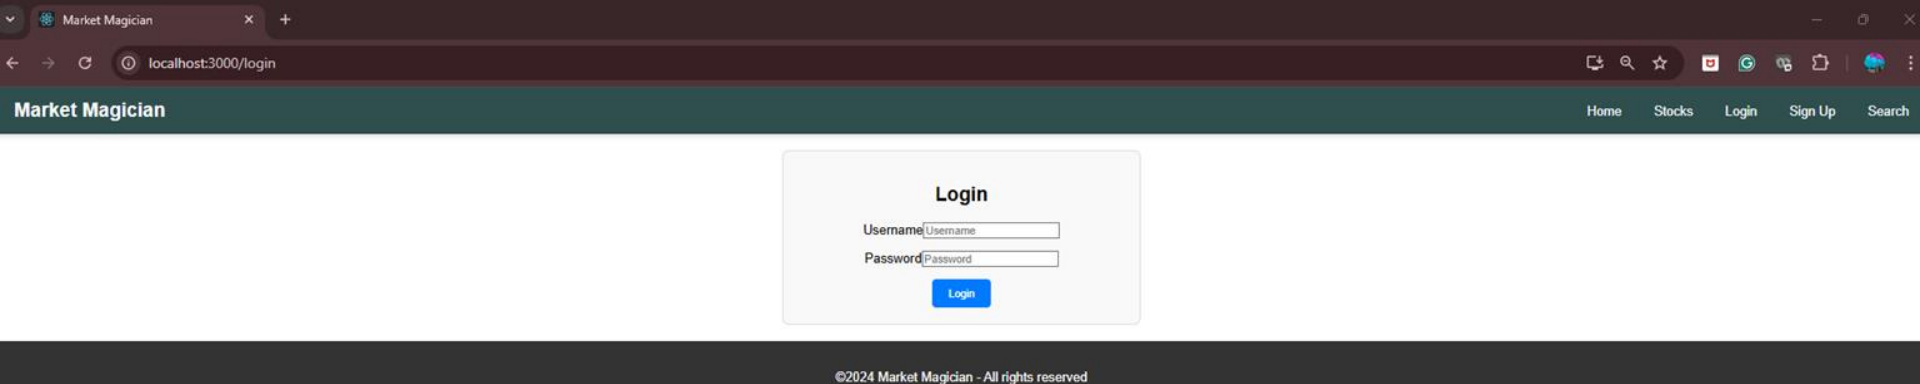 Market Magician
localhost:3000/login
Market Magician Home Stocks Login Sign Up Search
Login
Username Username
Password Password
Login
©2024 Market Magician - All rights reserved